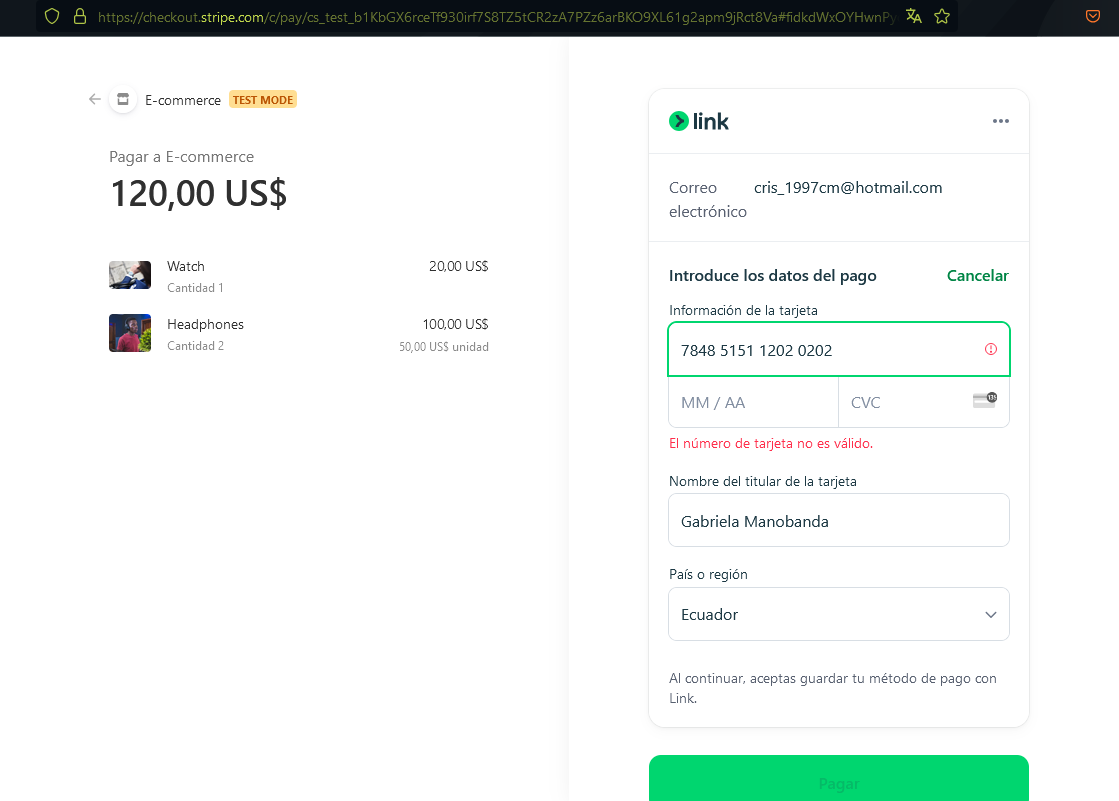 https://checkout.stripe.com/c/pay/cs_test_b1KbGX6rceTf930irf7S8TZ5tCR2zA7PZz6arBKO9XL61g2apm9jRct8Va#fidkdWxOYHwnPy
E-commerce TEST MODE
Pagar a E-commerce
120,00 US$
Watch 20,00 US$
Cantidad 1
Headphones 100,00 US$
Cantidad 2 50,00 US$ unidad
link
Correo electrónico cris_1997cm@hotmail.com
Introduce los datos del pago Cancelar
Información de la tarjeta
7848 5151 1202 0202
MM / AA CVC
El número de tarjeta no es válido.
Nombre del titular de la tarjeta
Gabriela Manobanda
País o región
Ecuador
Al continuar, aceptas guardar tu método de pago con
Link.
Pagar